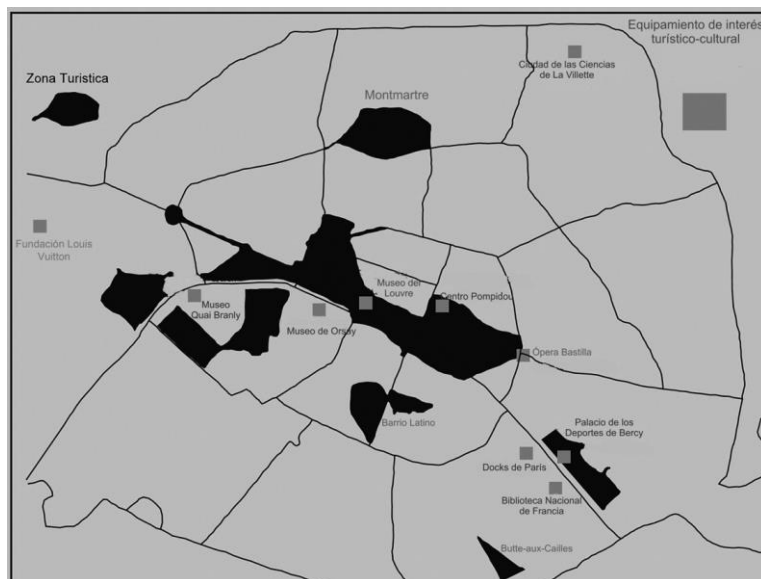 Equipamiento de interés
turístico-cultural
Ciudad de las Ciencias
de La Villette
Zona Turistica
Montmartre
Fundación Louis
Vuitton
Museo del
Louvre
Centro Pompidou
Museo
Quai Branly
Museo de Orsay
Ópera Bastilla
Barrio Latino
Palacio de los
Deportes de Bercy
Docks de París
Biblioteca Nacional
de Francia
Butte-aux-Cailles